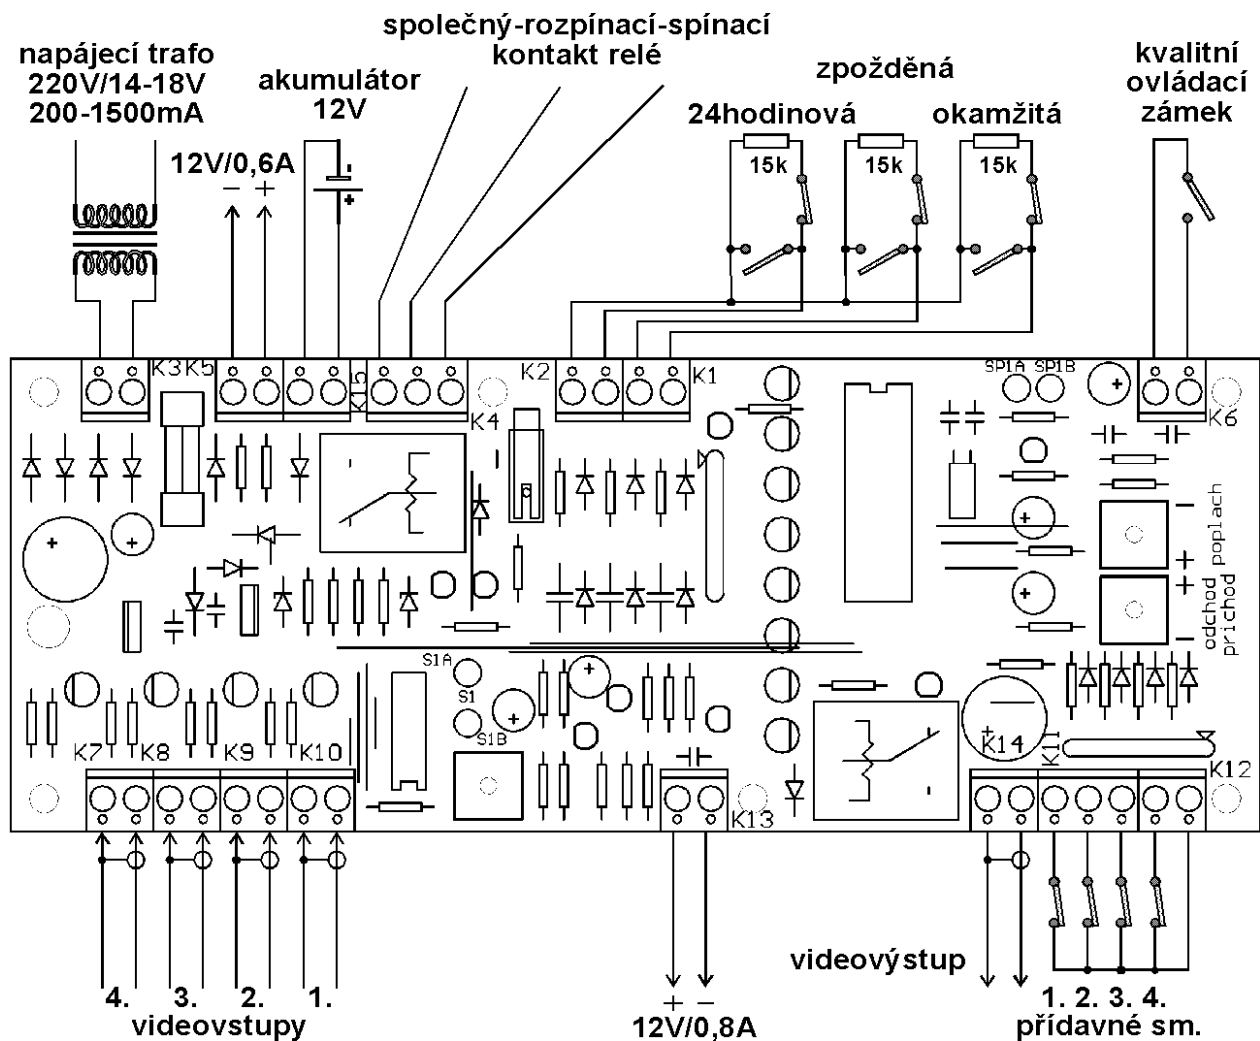 společný-rozpínací-spínací
kontakt relé
napájecí trafo
220V/14-18V
200-1500mA
akumulátor
12V
12V/0,6A
− +
- +
zpožděná
24hodinová
okamžitá
15k 15k 15k
kvalitní
ovládací
zámek
K3 K5 K15 K4 K2 K1 SP1A SP1B K6
+
+ +
+ +
poplach
− +
odchod
prichod
+ −
S1A
S1
S1B
+ +
+
K7 K8 K9 K10 K13 K14 K11 K12
4. 3. 2. 1.
videovstupy
+ −
12V/0,8A
videovýstup
1. 2. 3. 4.
přídavné sm.